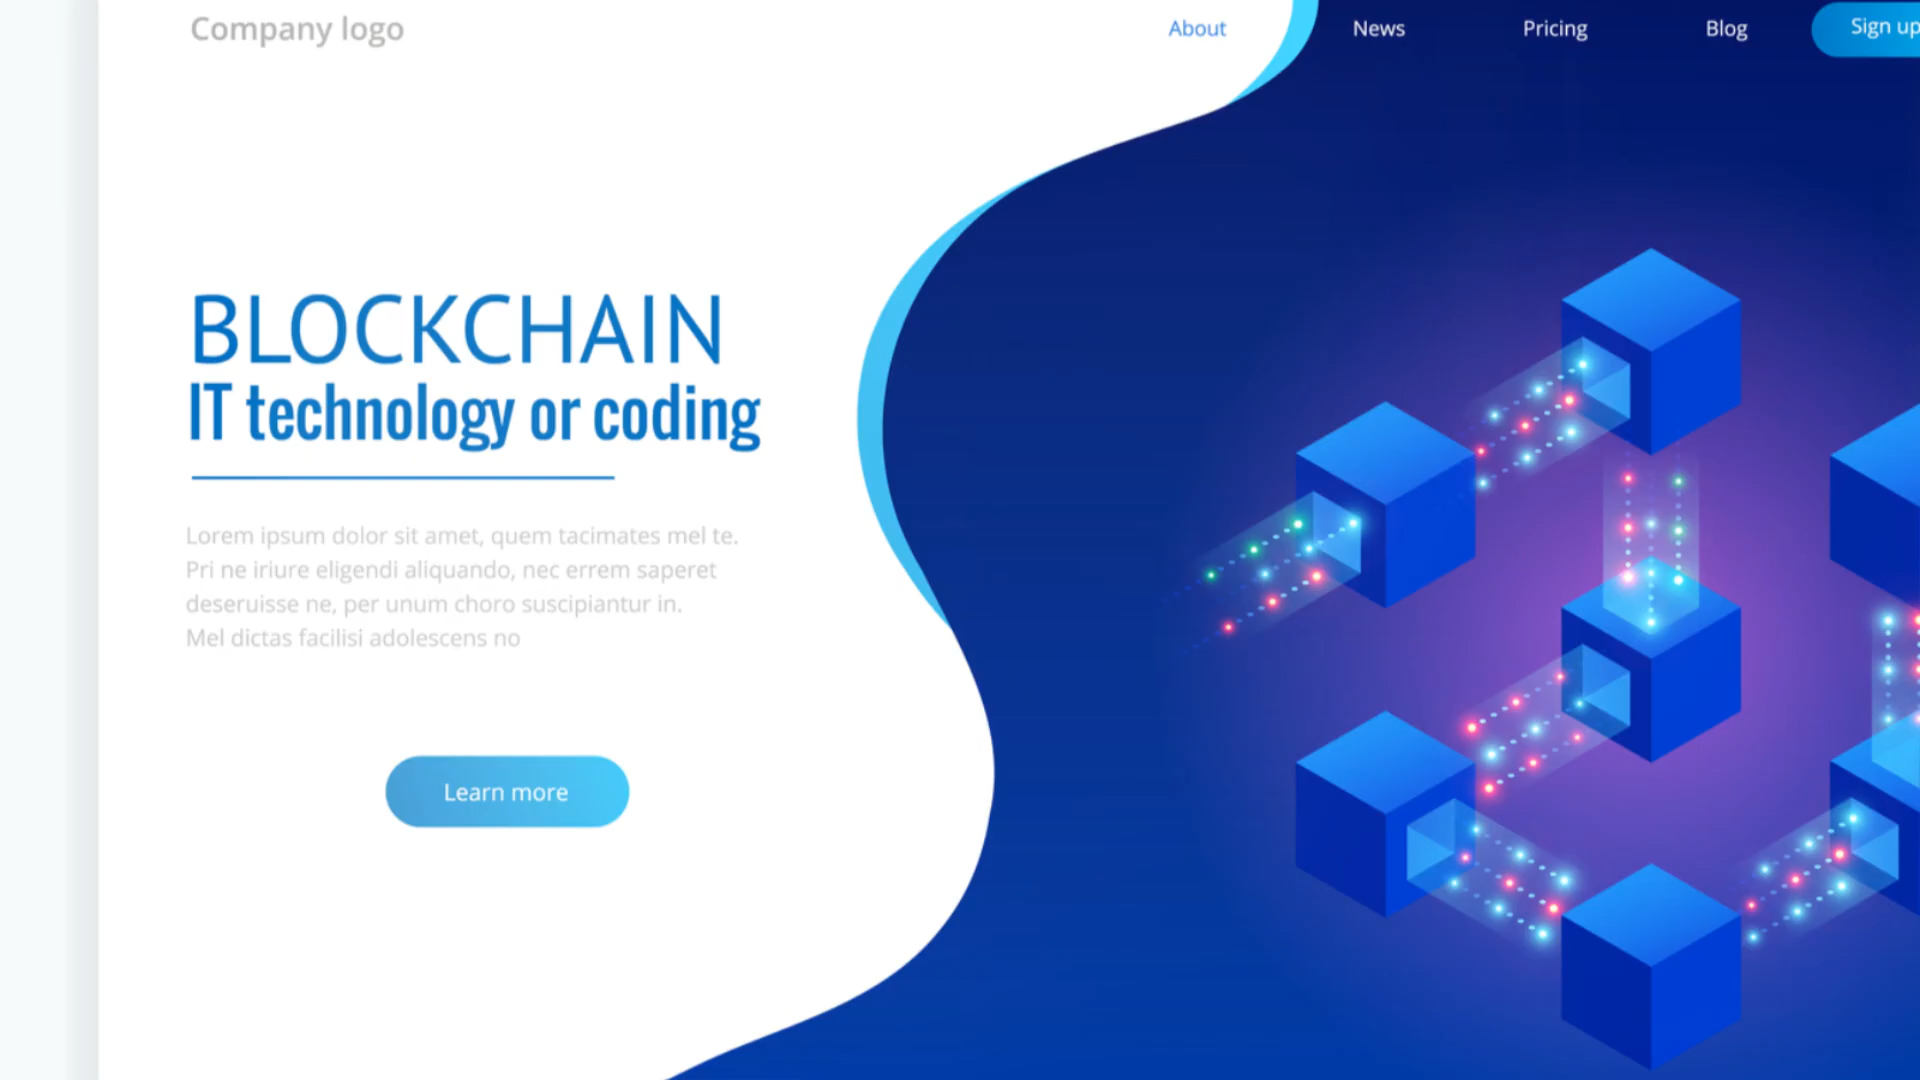 Company logo
About
News
Pricing
Blog
Sign up
BLOCKCHAIN
IT technology or coding
Lorem ipsum dolor sit amet, quem tacimates mel te.
Pri ne iriure eligendi aliquando, nec errem saperet
deseruisse ne, per unum choro suscipiantur in.
Mel dictas facilisi adolescens no
Learn more